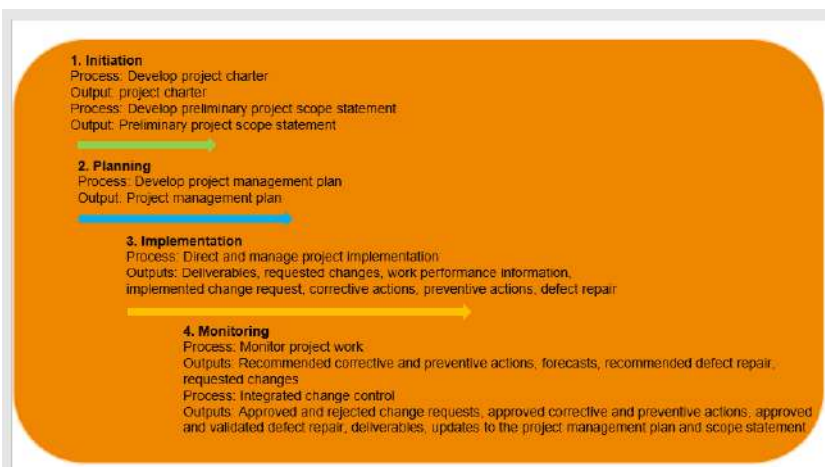 1. Initiation
Process: Develop project charter
Output: project charter
Process: Develop preliminary project scope statement
Output: Preliminary project scope statement
2. Planning
Process: Develop project management plan
Output: Project management plan
3. Implementation
Process: Direct and manage project implementation
Outputs: Deliverables, requested changes, work performance information,
implemented change request, corrective actions, preventive actions, defect repair
4. Monitoring
Process: Monitor project work
Outputs: Recommended corrective and preventive actions, forecasts, recommended defect repair,
requested changes
Process: Integrated change control
Outputs: Approved and rejected change requests, approved corrective and preventive actions, approved
and validated defect repair, deliverables, updates to the project management plan and scope statement